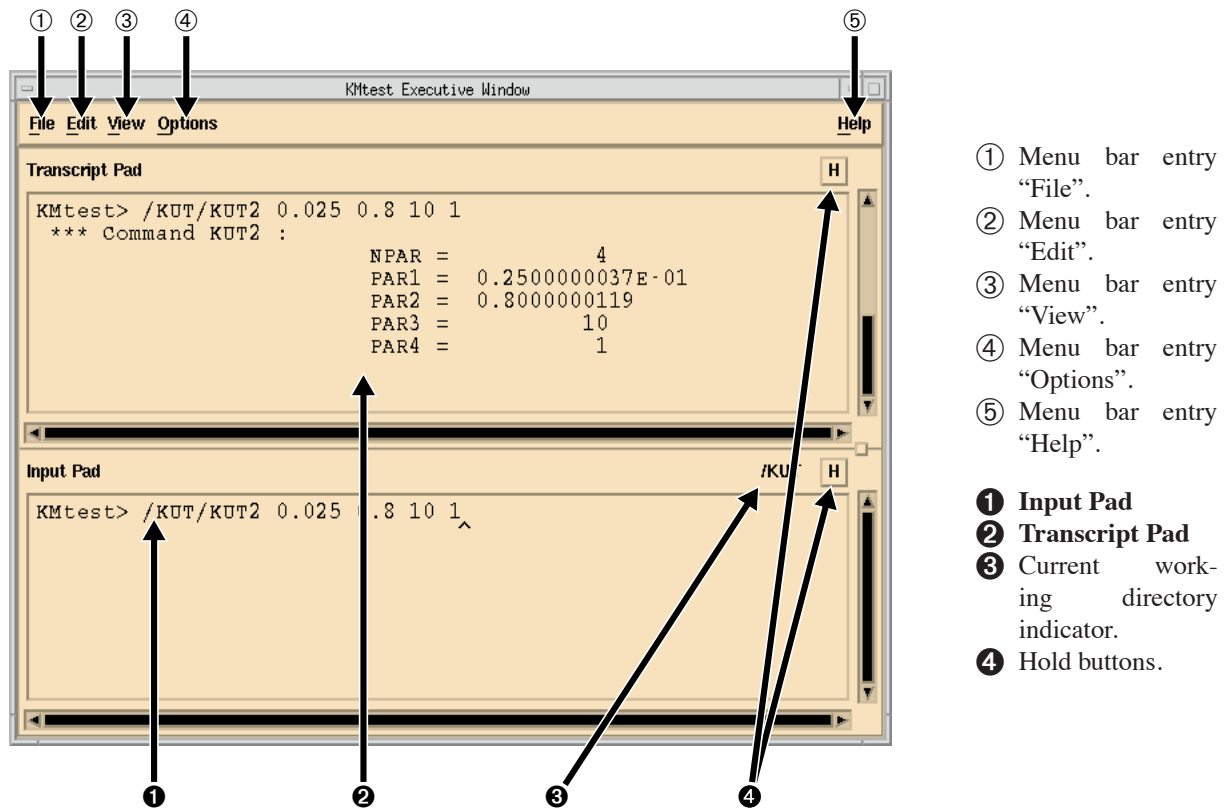 ① ② ③ ④ ⑤
KMtest Executive Window
File Edit View Options Help
Transcript Pad H
KMtest> /KUT/KUT2 0.025 0.8 10 1
*** Command KUT2 :
NPAR = 4
PAR1 = 0.2500000037E-01
PAR2 = 0.8000000119
PAR3 = 10
PAR4 = 1
Input Pad /KUT H
KMtest> /KUT/KUT2 0.025 0.8 10 1
❶ ❷ ❸ ❹
① Menu bar entry
“File”.
② Menu bar entry
“Edit”.
③ Menu bar entry
“View”.
④ Menu bar entry
“Options”.
⑤ Menu bar entry
“Help”.
❶ Input Pad
❷ Transcript Pad
❸ Current work-
ing directory
indicator.
❹ Hold buttons.